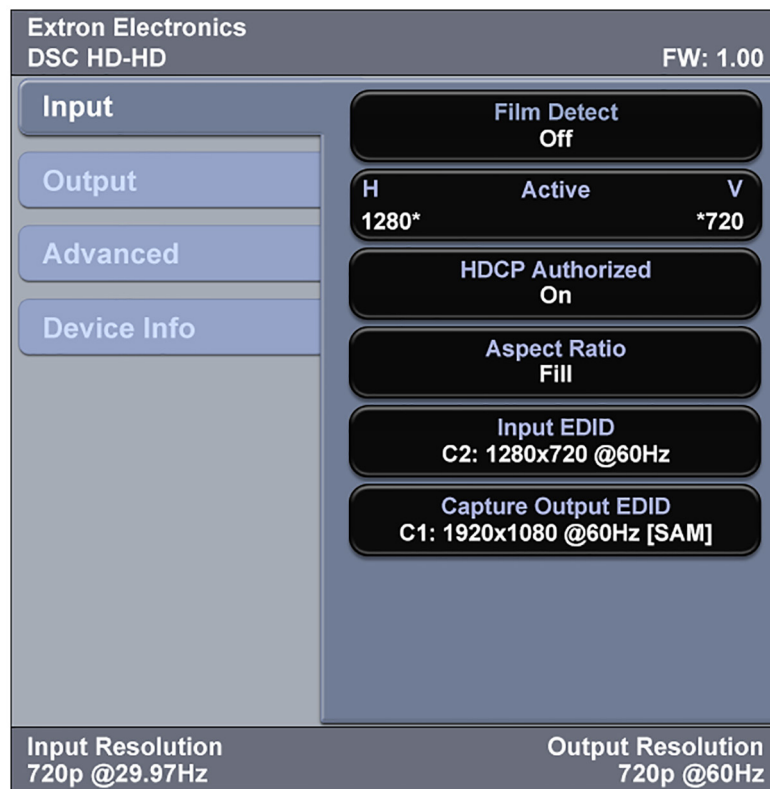 Extron Electronics
DSC HD-HD
FW: 1.00
Input
Output
Advanced
Device Info
Film Detect
Off
H Active V
1280* *720
HDCP Authorized
On
Aspect Ratio
Fill
Input EDID
C2: 1280x720 @60Hz
Capture Output EDID
C1: 1920x1080 @60Hz [SAM]
Input Resolution
720p @29.97Hz
Output Resolution
720p @60Hz